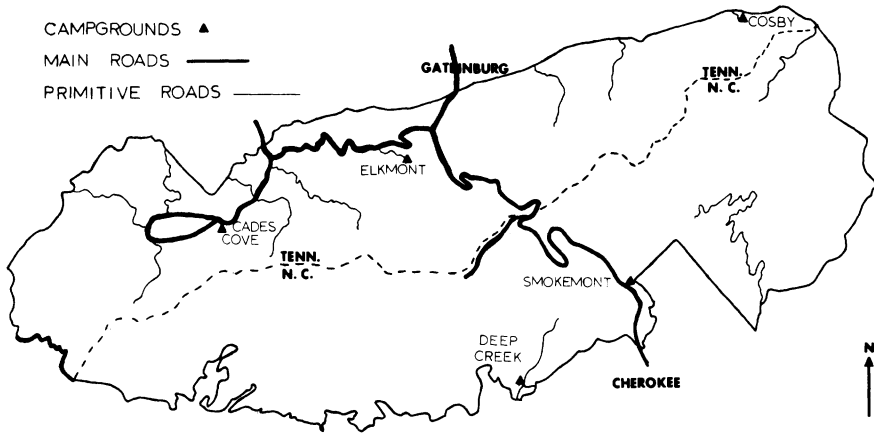 CAMPGROUNDS
MAIN ROADS
PRIMITIVE ROADS
COSBY
GATLINBURG
TENN.
N. C.
ELKMONT
CADES
COVE
TENN.
N. C.
SMOKEMONT
DEEP
CREEK
CHEROKEE
N